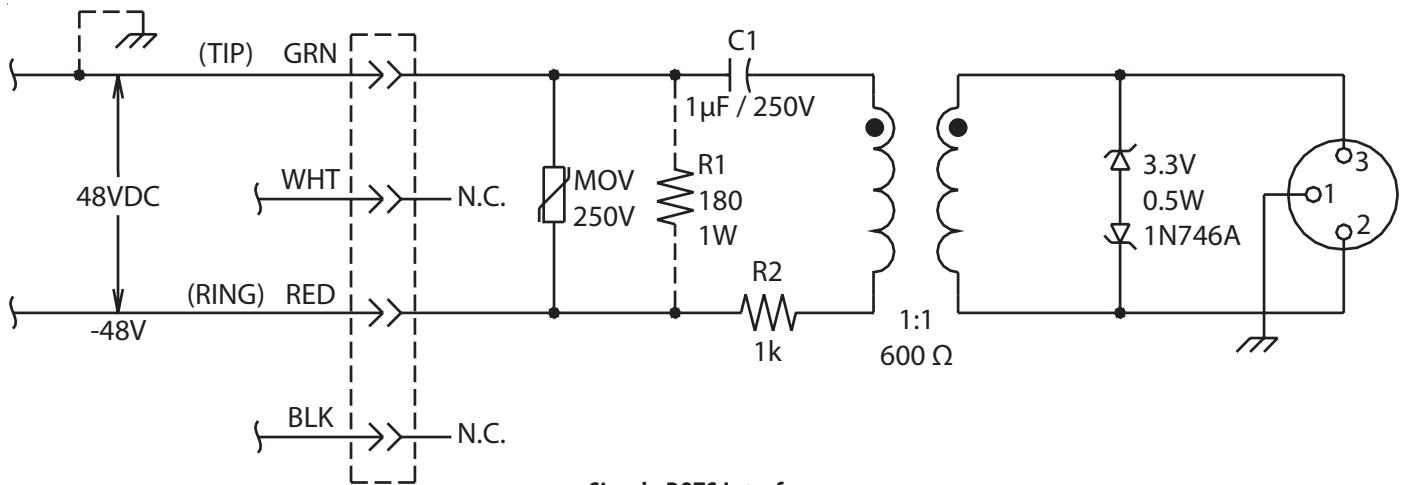 C1
(TIP) GRN
1µF / 250V
48VDC
WHT
N.C.
MOV
250V
R1
180
1W
3.3V
0.5W
1N746A
3
1
2
(RING) RED
-48V
R2
1k
1:1
600 Ω
BLK
N.C.